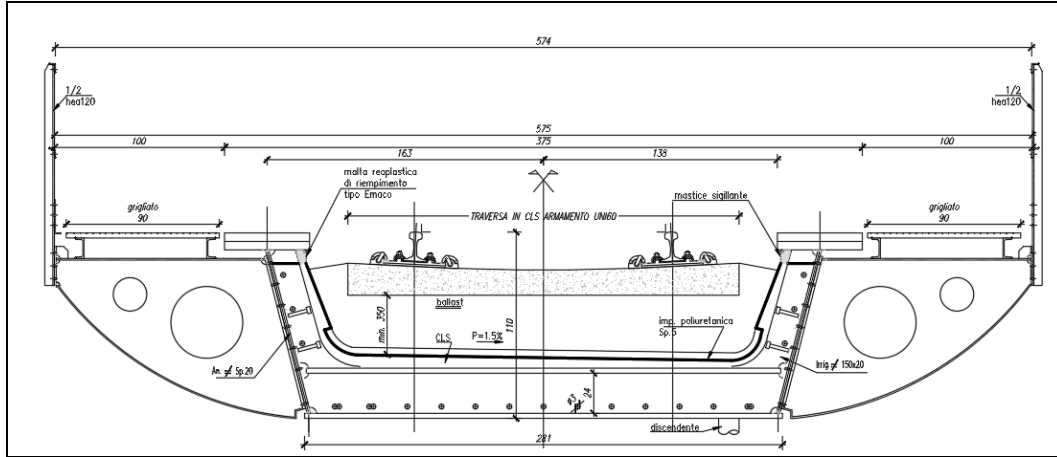 574
1/2
hea120
1/2
hea120
575
100
375
100
163
138
malta reoplastica
di riempimento
tipo Emaco
mastice sigillante
grigliato
90
TRAVERSA IN CLS ARMAMENTO UNI60
grigliato
90
ballast
min. 350
110
imp. poliuretanica
Sp.5
CLS
P=1.5%
An. Sp.20
Irrig. 150x20
24
ø3
discendente
281